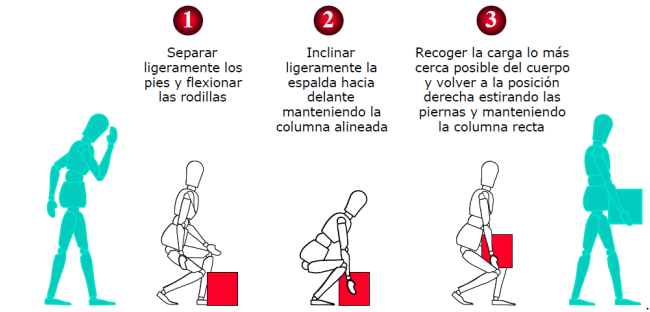 1
Separar
ligeramente los
pies y flexionar
las rodillas
2
Inclinar
ligeramente la
espalda hacia
delante
manteniendo la
columna alineada
3
Recoger la carga lo más
cerca posible del cuerpo
y volver a la posición
derecha estirando las
piernas y manteniendo
la columna recta
.